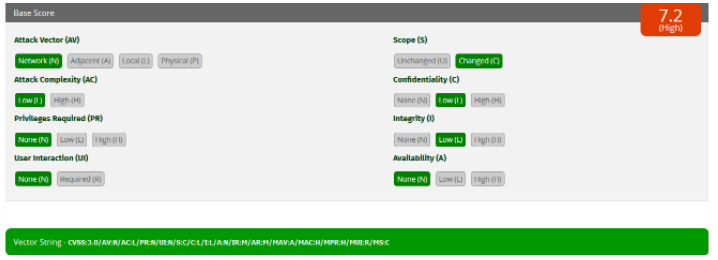 Base Score
7.2
(High)
Attack Vector (AV)
Network (N) Adjacent (A) Local (L) Physical (P)
Attack Complexity (AC)
Low (L) High (H)
Privileges Required (PR)
None (N) Low (L) High (H)
User Interaction (UI)
None (N) Required (R)
Scope (S)
Unchanged (U) Changed (C)
Confidentiality (C)
None (N) Low (L) High (H)
Integrity (I)
None (N) Low (L) High (H)
Availability (A)
None (N) Low (L) High (H)
Vector String - CVSS:3.0/AV:N/AC:L/PR:N/UI:N/S:C/C:L/I:L/A:N/IR:M/AR:M/MAV:A/MAC:H/MPR:H/MUI:R/MS:C